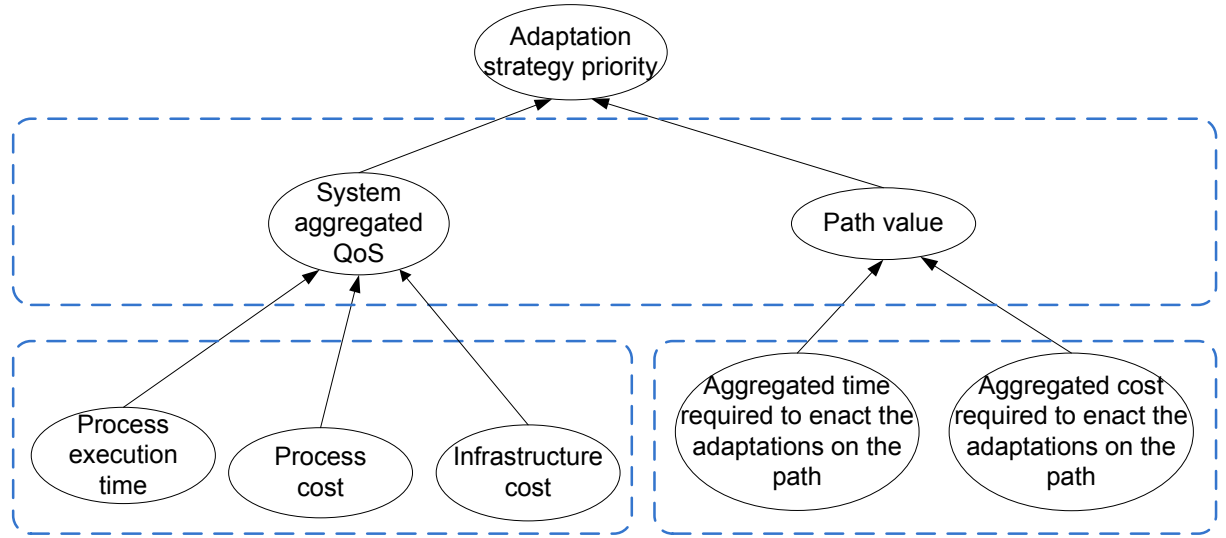 Adaptation
strategy priority
System
aggregated
QoS
Path value
Process
execution
time
Process
cost
Infrastructure
cost
Aggregated time
required to enact the
adaptations on the
path
Aggregated cost
required to enact the
adaptations on the
path